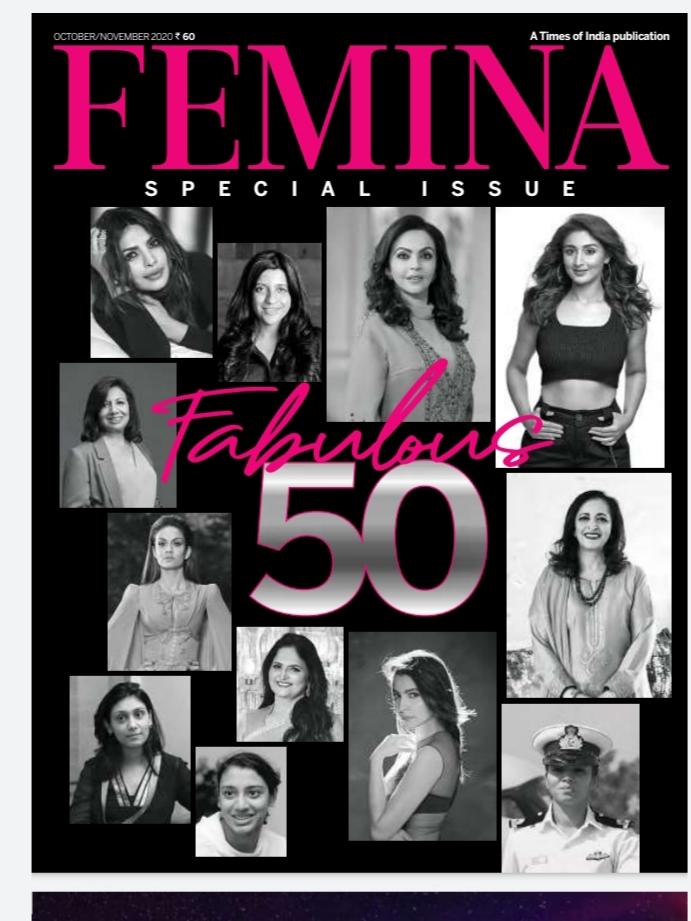 OCTOBER/NOVEMBER 2020 ₹ 60
A Times of India publication
FEMINA
SPECIAL ISSUE
Fabulous
50